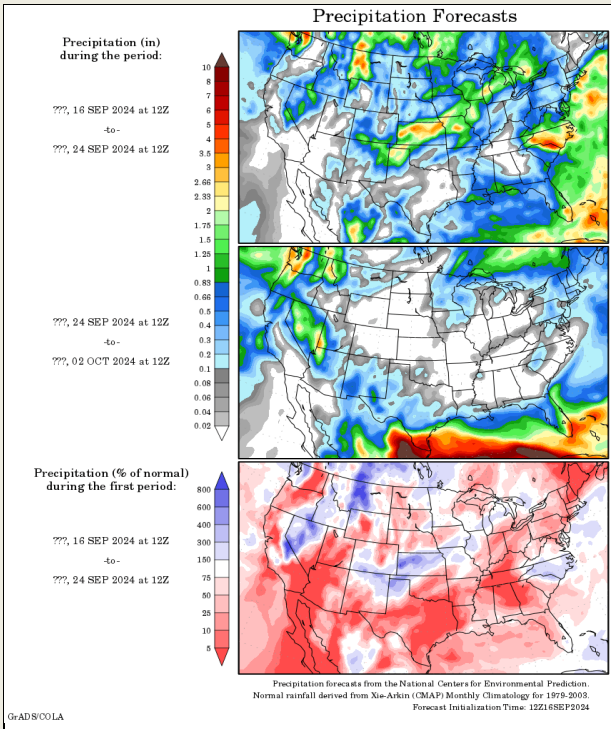 Precipitation Forecasts
Precipitation (in)
during the period:
???, 16 SEP 2024 at 12Z
-to-
???, 24 SEP 2024 at 12Z
10
8
7
6
5
4
3.5
3
2.66
2.33
2
1.75
1.5
1.25
1
0.83
0.66
0.5
0.4
0.3
0.2
0.1
0.08
0.06
0.04
0.02
???, 24 SEP 2024 at 12Z
-to-
???, 02 OCT 2024 at 12Z
Precipitation (% of normal)
during the first period:
???, 16 SEP 2024 at 12Z
-to-
???, 24 SEP 2024 at 12Z
800
600
400
300
150
75
50
25
10
5
Precipitation forecasts from the National Centers for Environmental Prediction.
Normal rainfall derived from Xie-Arkin (CMAP) Monthly Climatology for 1979-2003.
Forecast Initialization Time: 12Z16SEP2024
GrADS/COLA